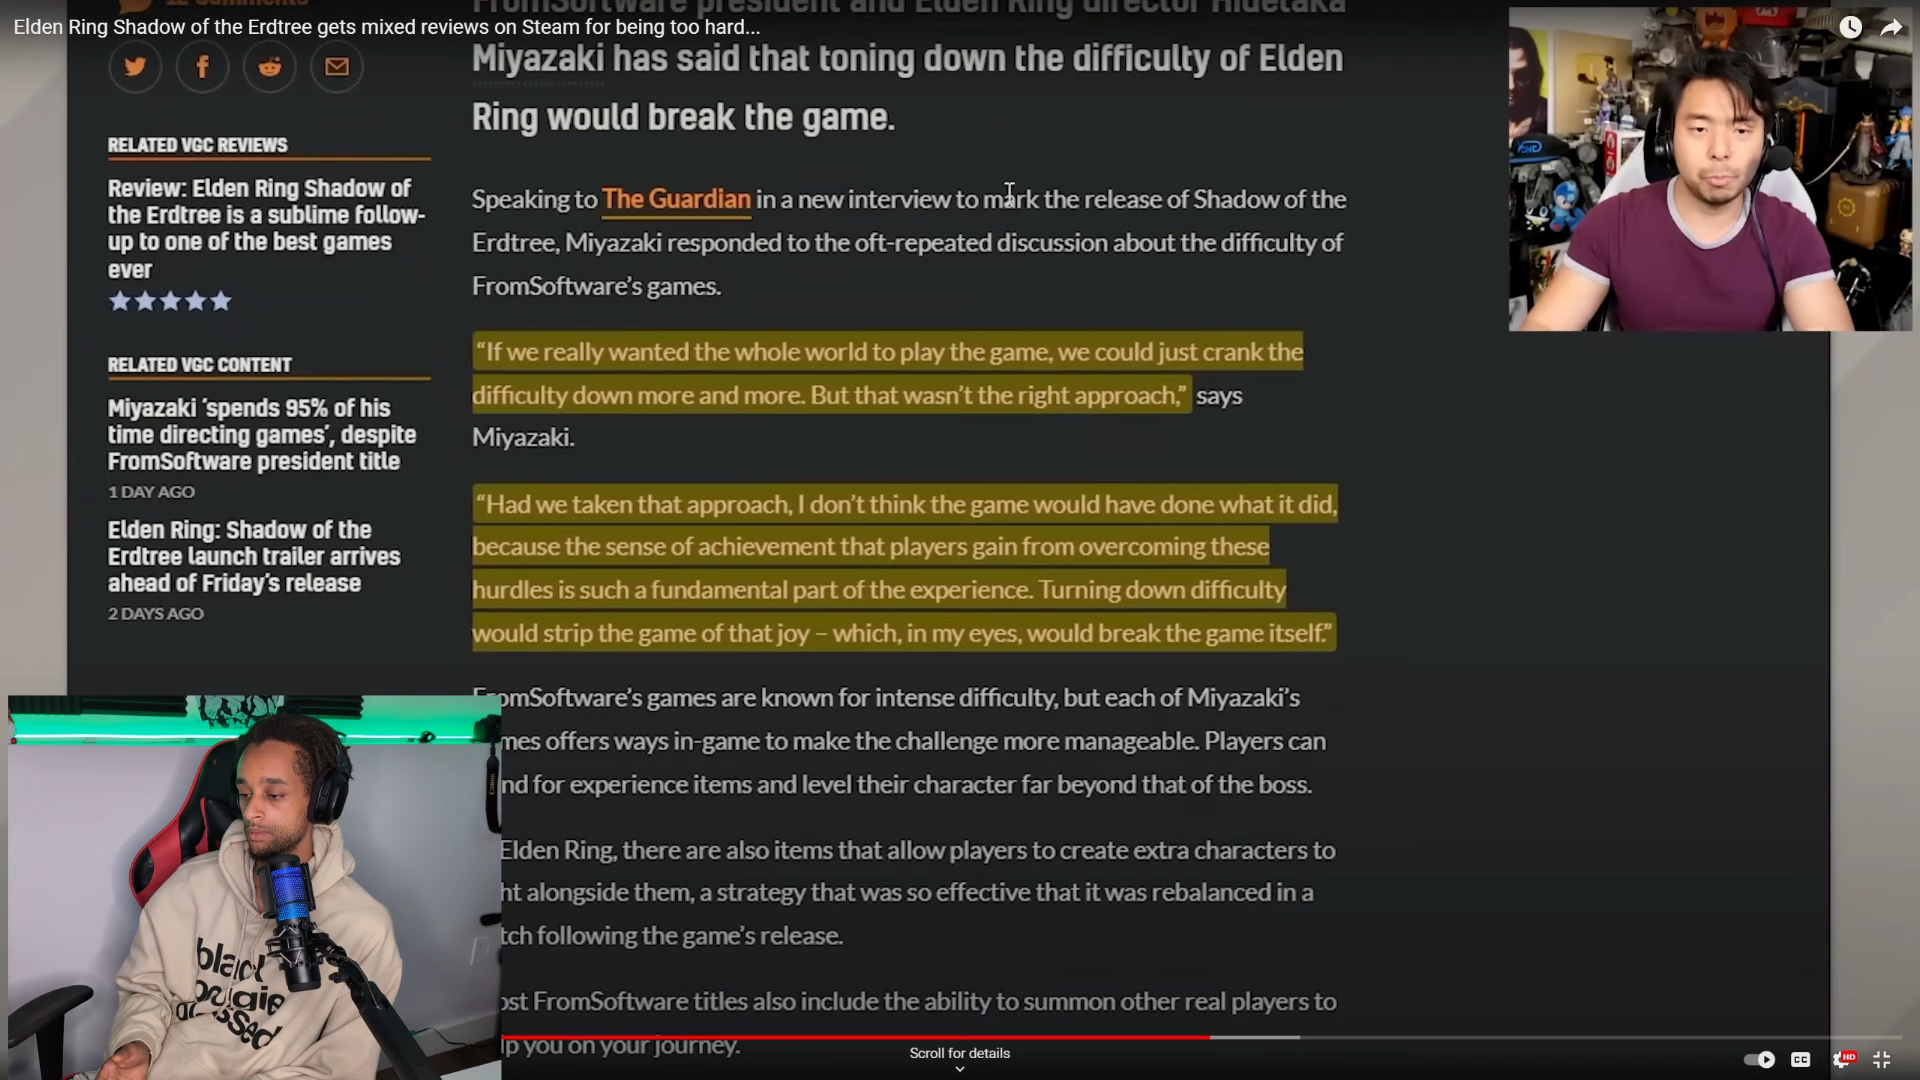 Elden Ring Shadow of the Erdtree gets mixed reviews on Steam for being too hard...
12 Comments
FromSoftware president and Elden Ring director Hidetaka
Miyazaki has said that toning down the difficulty of Elden
Ring would break the game.
RELATED VGC REVIEWS
Review: Elden Ring Shadow of
the Erdtree is a sublime follow-
up to one of the best games
ever
RELATED VGC CONTENT
Miyazaki ‘spends 95% of his
time directing games’, despite
FromSoftware president title
1 DAY AGO
Elden Ring: Shadow of the
Erdtree launch trailer arrives
ahead of Friday’s release
2 DAYS AGO
Speaking to The Guardian in a new interview to mark the release of Shadow of the
Erdtree, Miyazaki responded to the oft-repeated discussion about the difficulty of
FromSoftware’s games.
“If we really wanted the whole world to play the game, we could just crank the
difficulty down more and more. But that wasn’t the right approach,” says
Miyazaki.
“Had we taken that approach, I don’t think the game would have done what it did,
because the sense of achievement that players gain from overcoming these
hurdles is such a fundamental part of the experience. Turning down difficulty
would strip the game of that joy – which, in my eyes, would break the game itself.”
FromSoftware’s games are known for intense difficulty, but each of Miyazaki’s
mes offers ways in-game to make the challenge more manageable. Players can
nd for experience items and level their character far beyond that of the boss.
Elden Ring, there are also items that allow players to create extra characters to
ht alongside them, a strategy that was so effective that it was rebalanced in a
tch following the game’s release.
ost FromSoftware titles also include the ability to summon other real players to
lp you on your journey.
Scroll for details
CC
HD